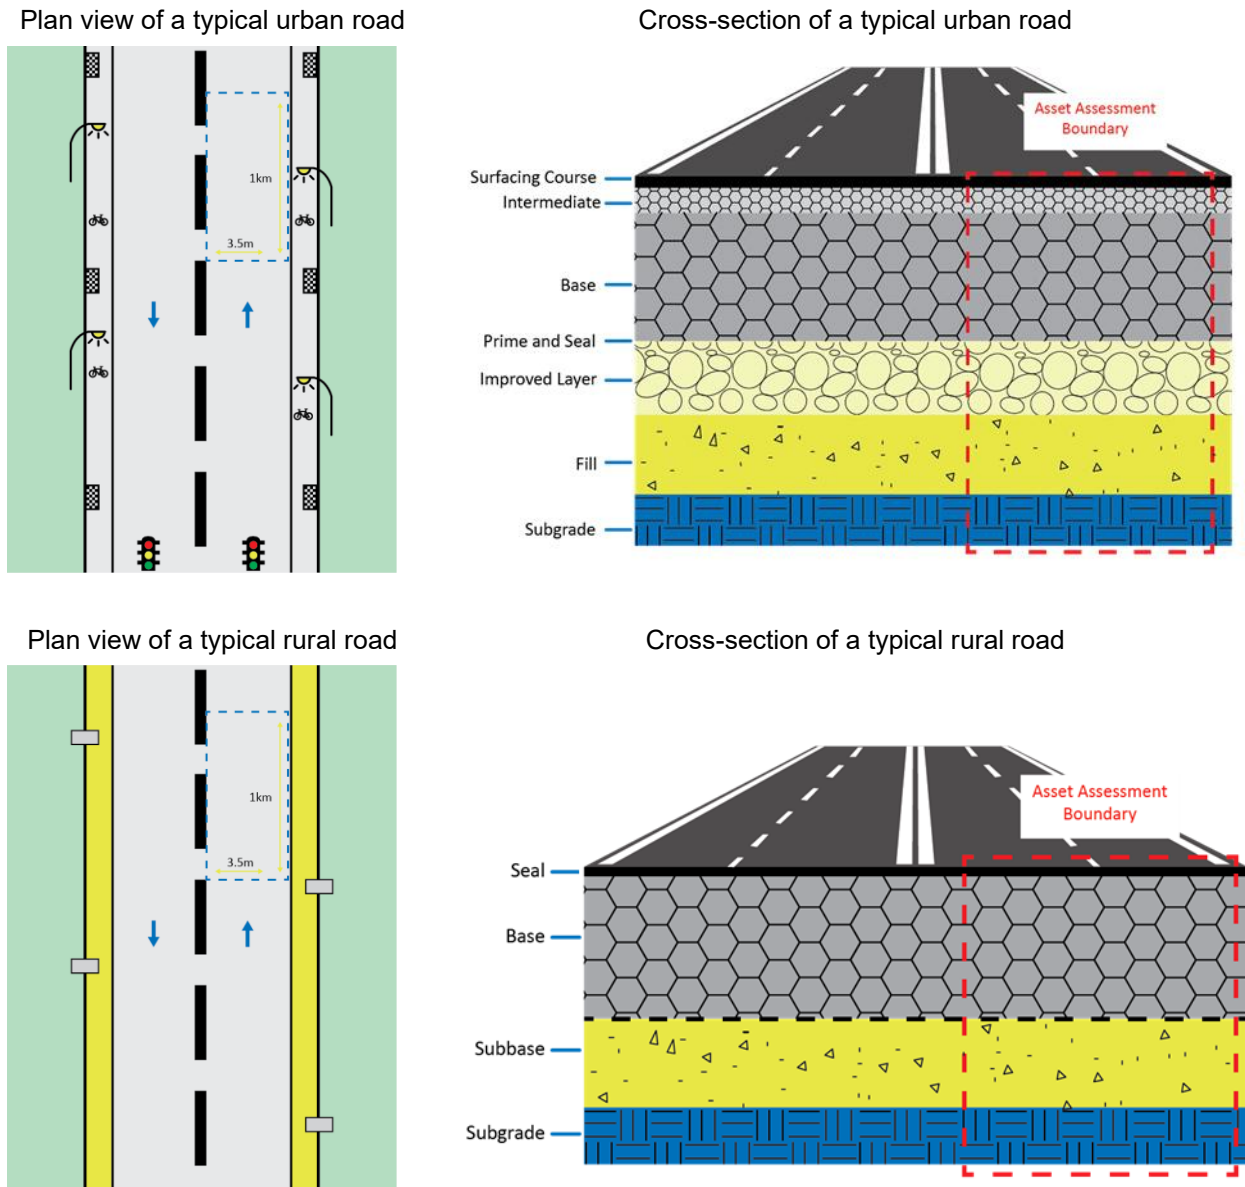 Plan view of a typical urban road
Cross-section of a typical urban road
1km
3.5m
Asset Assessment
Boundary
Surfacing Course
Intermediate
Base
Prime and Seal
Improved Layer
Fill
Subgrade
Plan view of a typical rural road
Cross-section of a typical rural road
1km
3.5m
Asset Assessment
Boundary
Seal
Base
Subbase
Subgrade